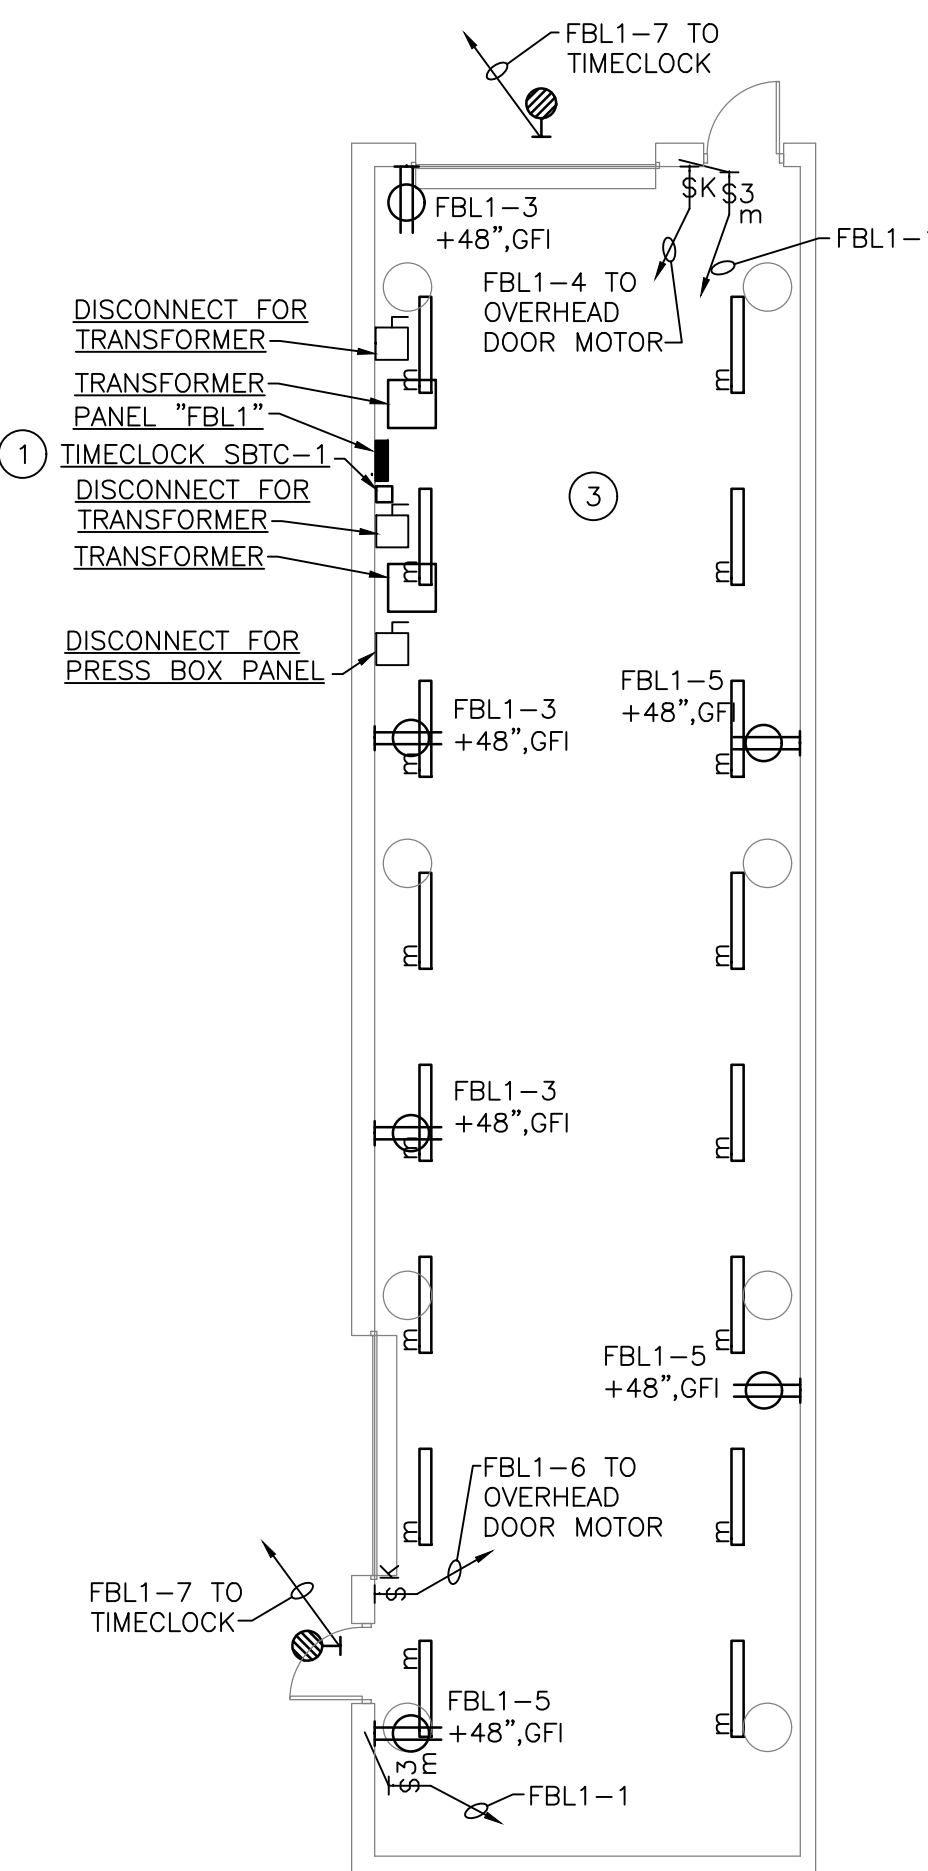 FBL1-7 TO
TIMECLOCK
FBL1-3
+48",GFI
$K
$3
m
FBL1-1
FBL1-4 TO
OVERHEAD
DOOR MOTOR
DISCONNECT FOR
TRANSFORMER
m
m
TRANSFORMER
PANEL "FBL1"
1
TIMECLOCK SBTC-1
DISCONNECT FOR
TRANSFORMER
3
TRANSFORMER
m
m
DISCONNECT FOR
PRESS BOX PANEL
FBL1-3
+48",GFI
FBL1-5
+48",GFI
m
m
m
m
FBL1-3
+48",GFI
m
m
m
m
FBL1-5
+48",GFI
FBL1-6 TO
OVERHEAD
DOOR MOTOR
m
m
$K
FBL1-7 TO
TIMECLOCK
m
m
FBL1-5
+48",GFI
$3
m
FBL1-1